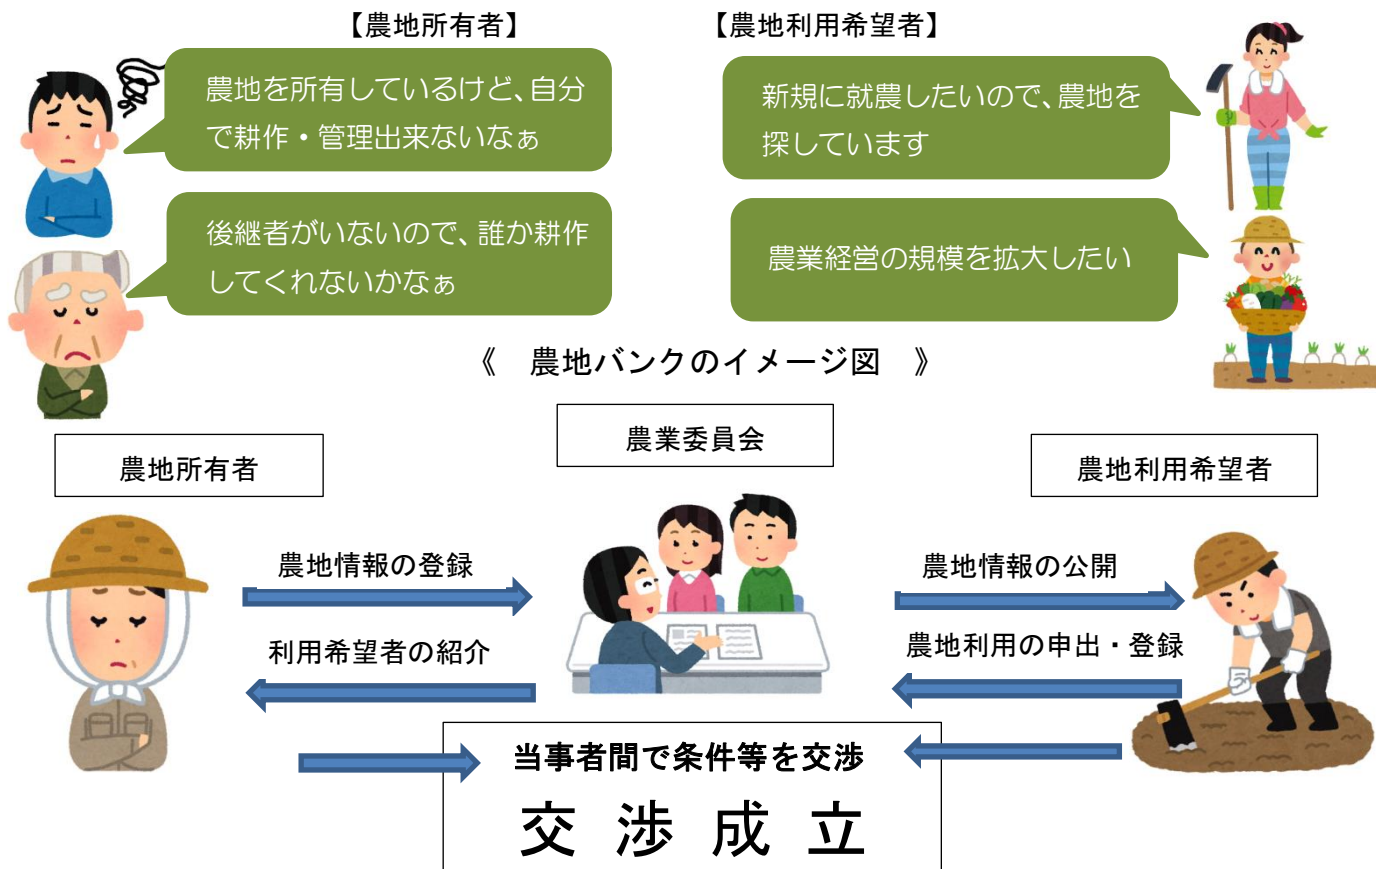 【農地所有者】
【農地利用希望者】
農地を所有しているけど、自分
で耕作・管理出来ないなぁ
新規に就農したいので、農地を
探しています
後継者がいないので、誰か耕作
してくれないかなぁ
農業経営の規模を拡大したい
《　農地バンクのイメージ図　》
農地所有者
農業委員会
農地利用希望者
農地情報の登録
農地情報の公開
利用希望者の紹介
農地利用の申出・登録
当事者間で条件等を交渉
交 渉 成 立